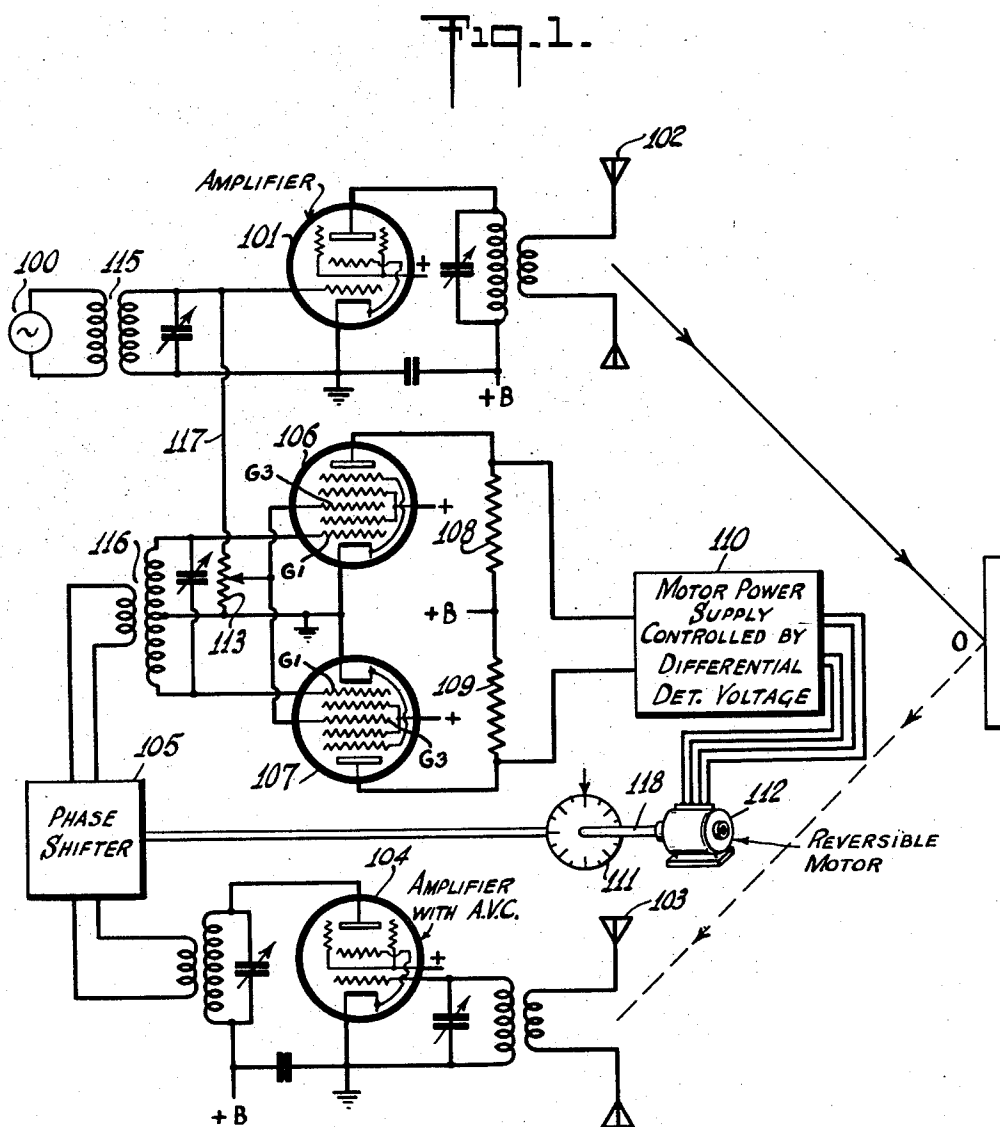 Fig. 1.
102
AMPLIFIER
101
+
100
115
+B
117
106
G3
+
G1
108
116
110
MOTOR POWER
SUPPLY
CONTROLLED BY
DIFFERENTIAL
DET. VOLTAGE
+B
O
113
G1
109
+
G3
107
105
PHASE
SHIFTER
118
112
REVERSIBLE
MOTOR
111
104
AMPLIFIER
WITH A.V.C.
103
+
+B